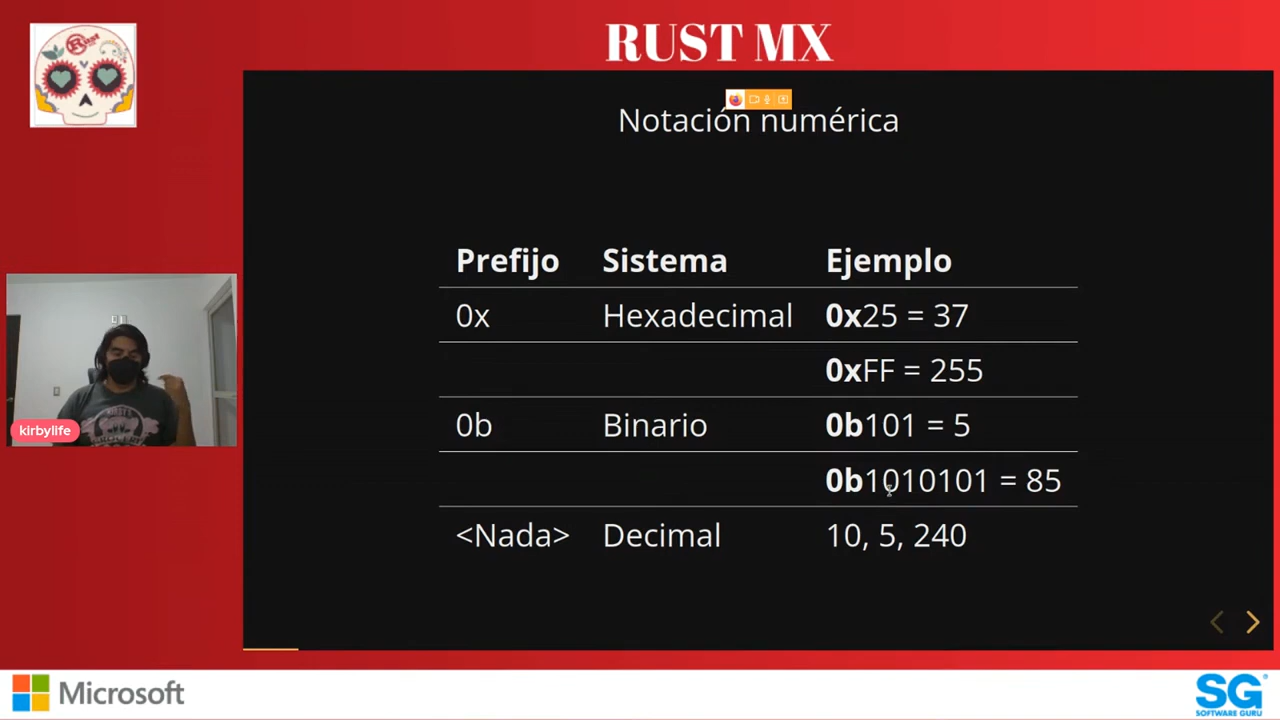 RUST MX
Rust
Notación numérica
Prefijo Sistema Ejemplo
0x Hexadecimal 0x25 = 37
0xFF = 255
0b Binario 0b101 = 5
0b1010101 = 85
<Nada> Decimal 10, 5, 240
kirbylife
Microsoft
SG
SOFTWARE GURU